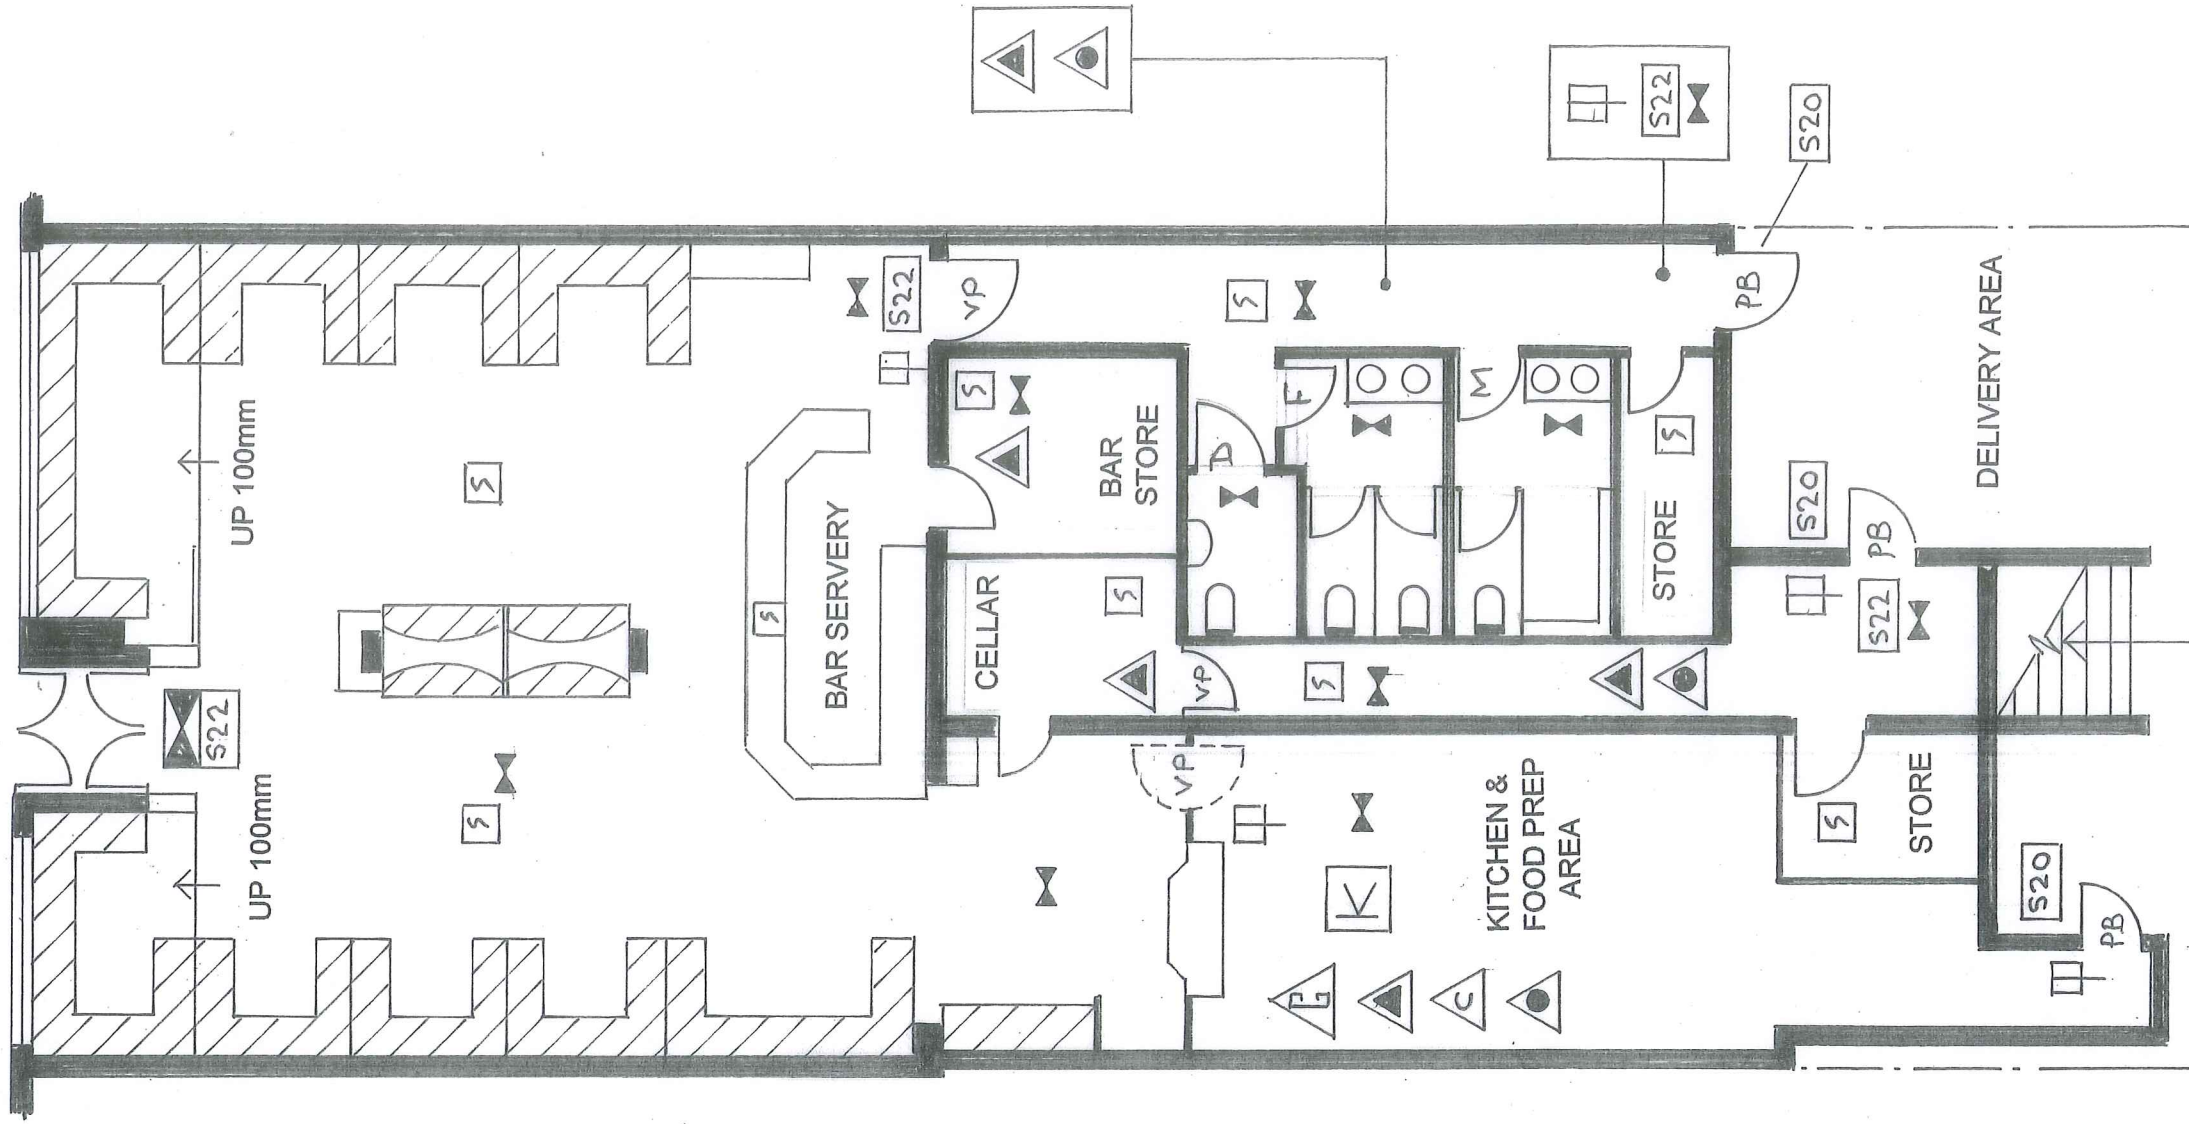 S22
UP 100mm
UP 100mm
S
S
S
BAR SERVERY
S22
VP
S
BAR
STORE
CELLAR
S
VP
VP
S
S
D
F
M
S
STORE
S22
PB
S20
DELIVERY AREA
S20
PB
S22
K
C
KITCHEN &
FOOD PREP
AREA
S
STORE
S20
PB